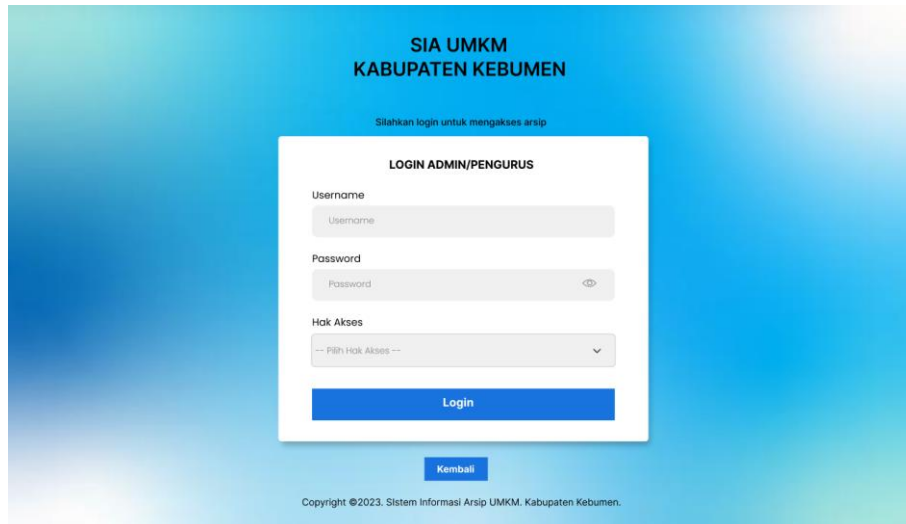 SIA UMKM
KABUPATEN KEBUMEN
Silahkan login untuk mengakses arsip
LOGIN ADMIN/PENGURUS
Username
Username
Password
Password
Hak Akses
-- Pilih Hak Akses --
Login
Kembali
Copyright ©2023. SIstem Informasi Arsip UMKM. Kabupaten Kebumen.